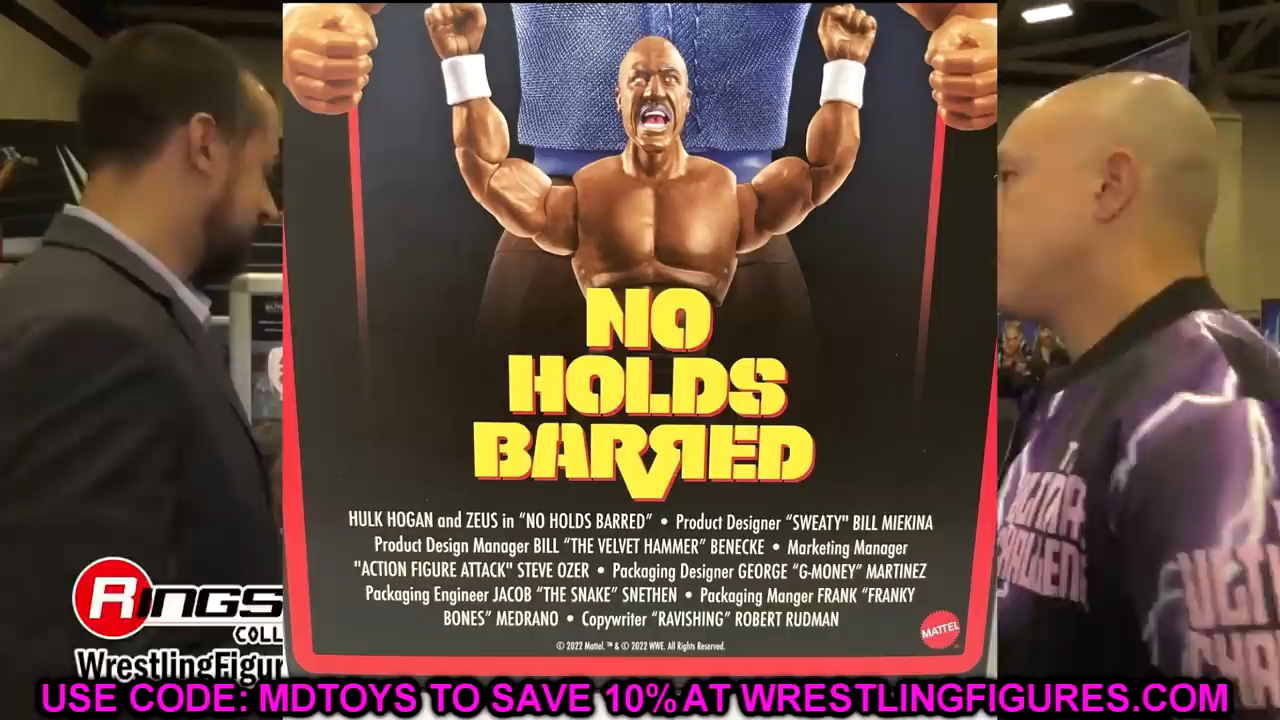 NO
HOLDS
BARRED
HULK HOGAN and ZEUS in “NO HOLDS BARRED” • Product Designer “SWEATY" BILL MIEKINA
Product Design Manager BILL “THE VELVET HAMMER” BENECKE • Marketing Manager
"ACTION FIGURE ATTACK" STEVE OZER • Packaging Designer GEORGE “G-MONEY” MARTINEZ
Packaging Engineer JACOB “THE SNAKE” SNETHEN • Packaging Manger FRANK “FRANKY
BONES” MEDRANO • Copywriter “RAVISHING” ROBERT RUDMAN
MATTEL
© 2022 Mattel. ™ & © 2022 WWE. All Rights Reserved.
RINGS
COLL
WrestlingFigur
USE CODE: MDTOYS TO SAVE 10% AT WRESTLINGFIGURES.COM